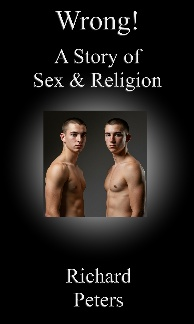 Wrong!
A Story of
Sex & Religion
Richard
Peters